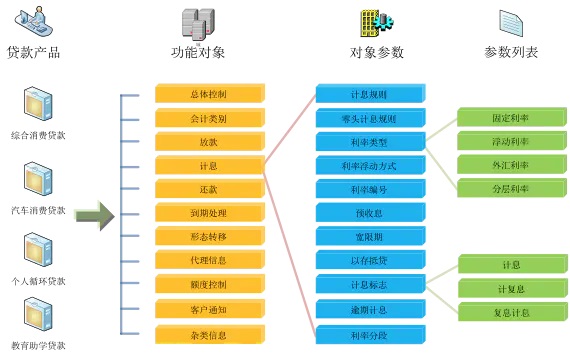 贷款产品
功能对象
对象参数
参数列表
综合消费贷款
汽车消费贷款
个人循环贷款
教育助学贷款
总体控制
会计类别
放款
计息
还款
到期处理
形态转移
代理信息
额度控制
客户通知
杂类信息
计息规则
零头计息规则
利率类型
利率浮动方式
利率编号
预收息
宽限期
以存抵贷
计息标志
逾期计息
利率分段
固定利率
浮动利率
外汇利率
分层利率
计息
计复息
复息计息